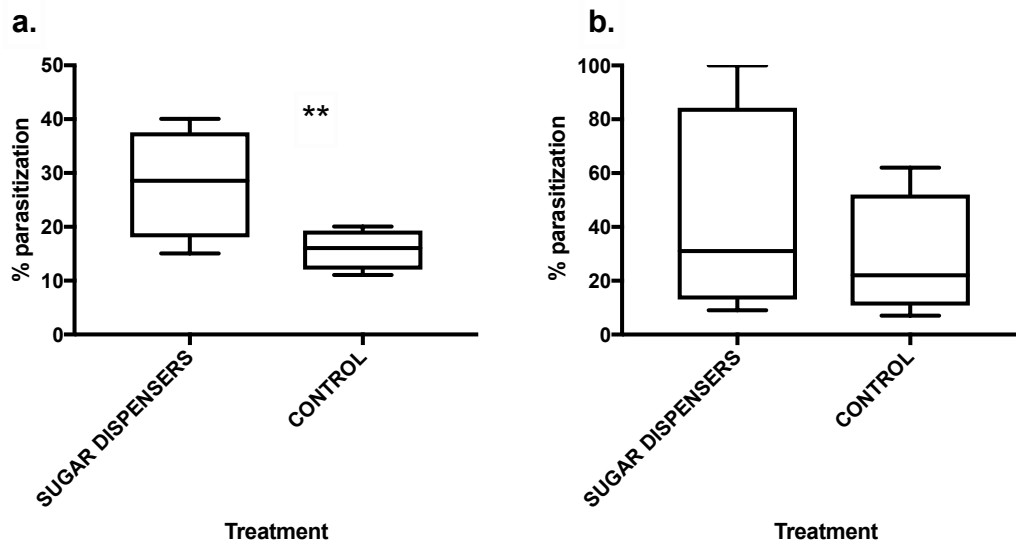 a.
50
40
30
20
10
0
% parasitization
**
SUGAR DISPENSERS
CONTROL
Treatment
b.
100
80
60
40
20
0
% parasitization
SUGAR DISPENSERS
CONTROL
Treatment